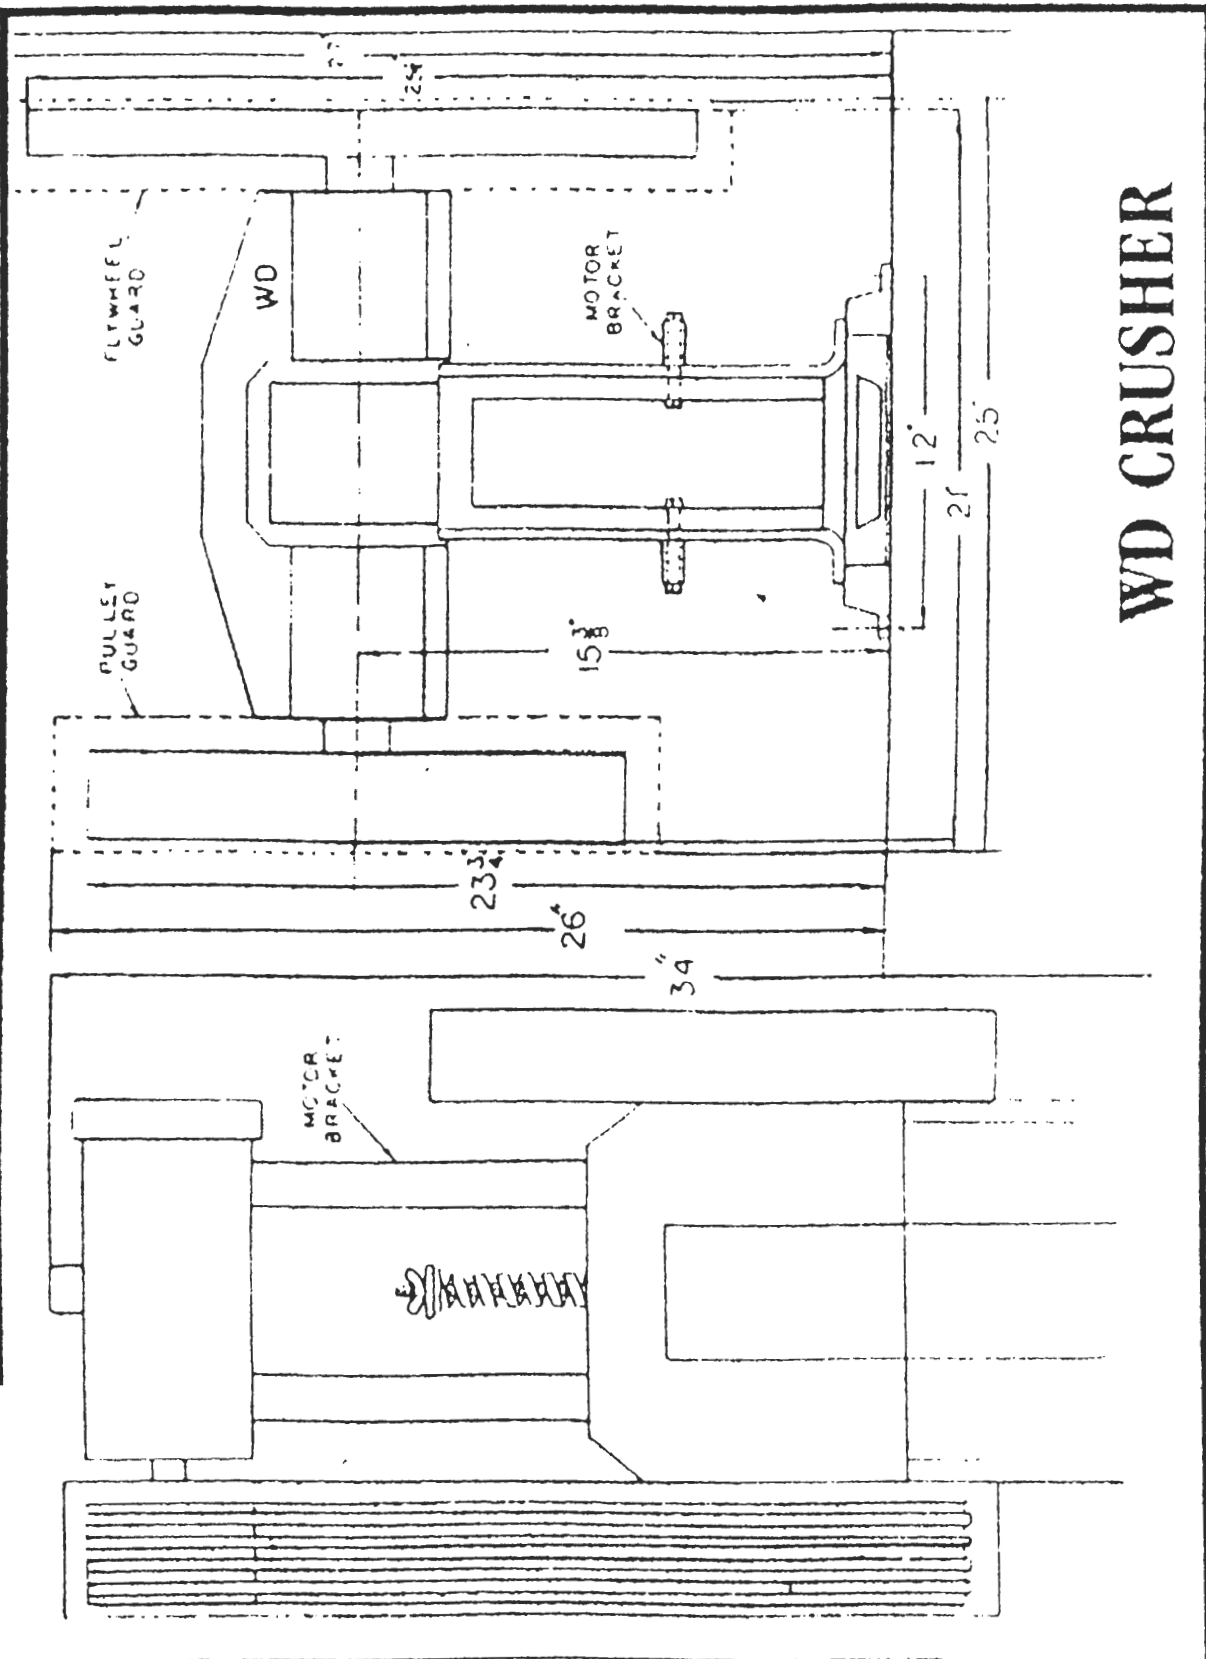 FLYWHEEL
GUARD
WD
MOTOR
BRACKET
PULLEY
GUARD
15 3/8"
12"
21
25"
23 3/4
26"
34"
MOTOR
BRACKET
WD CRUSHER